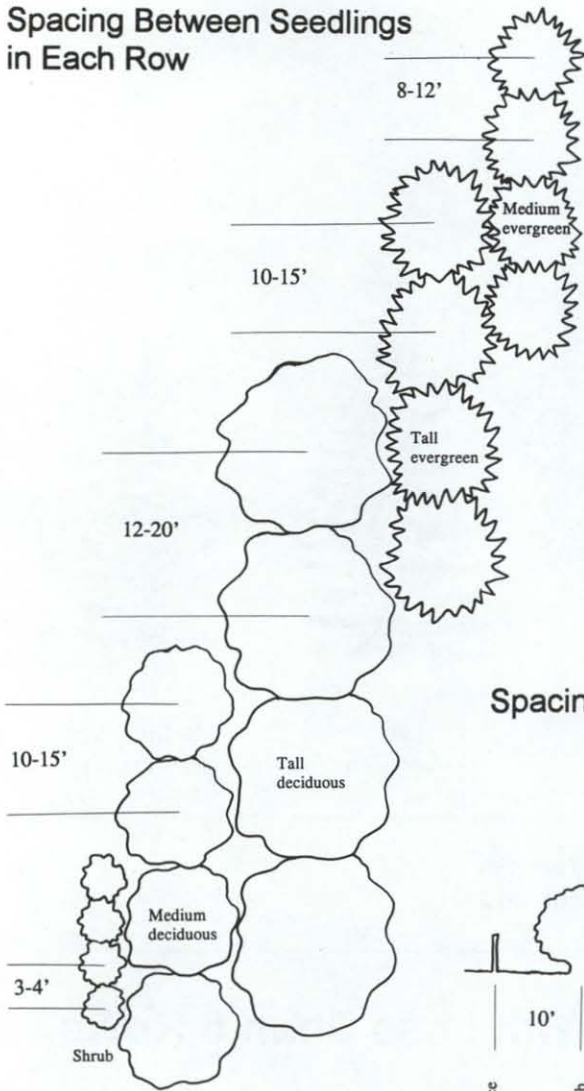 Spacing Between Seedlings
in Each Row
8-12'
Medium
evergreen
10-15'
Tall
evergreen
12-20'
10-15'
Tall
deciduous
Medium
deciduous
3-4'
Shrub
10'